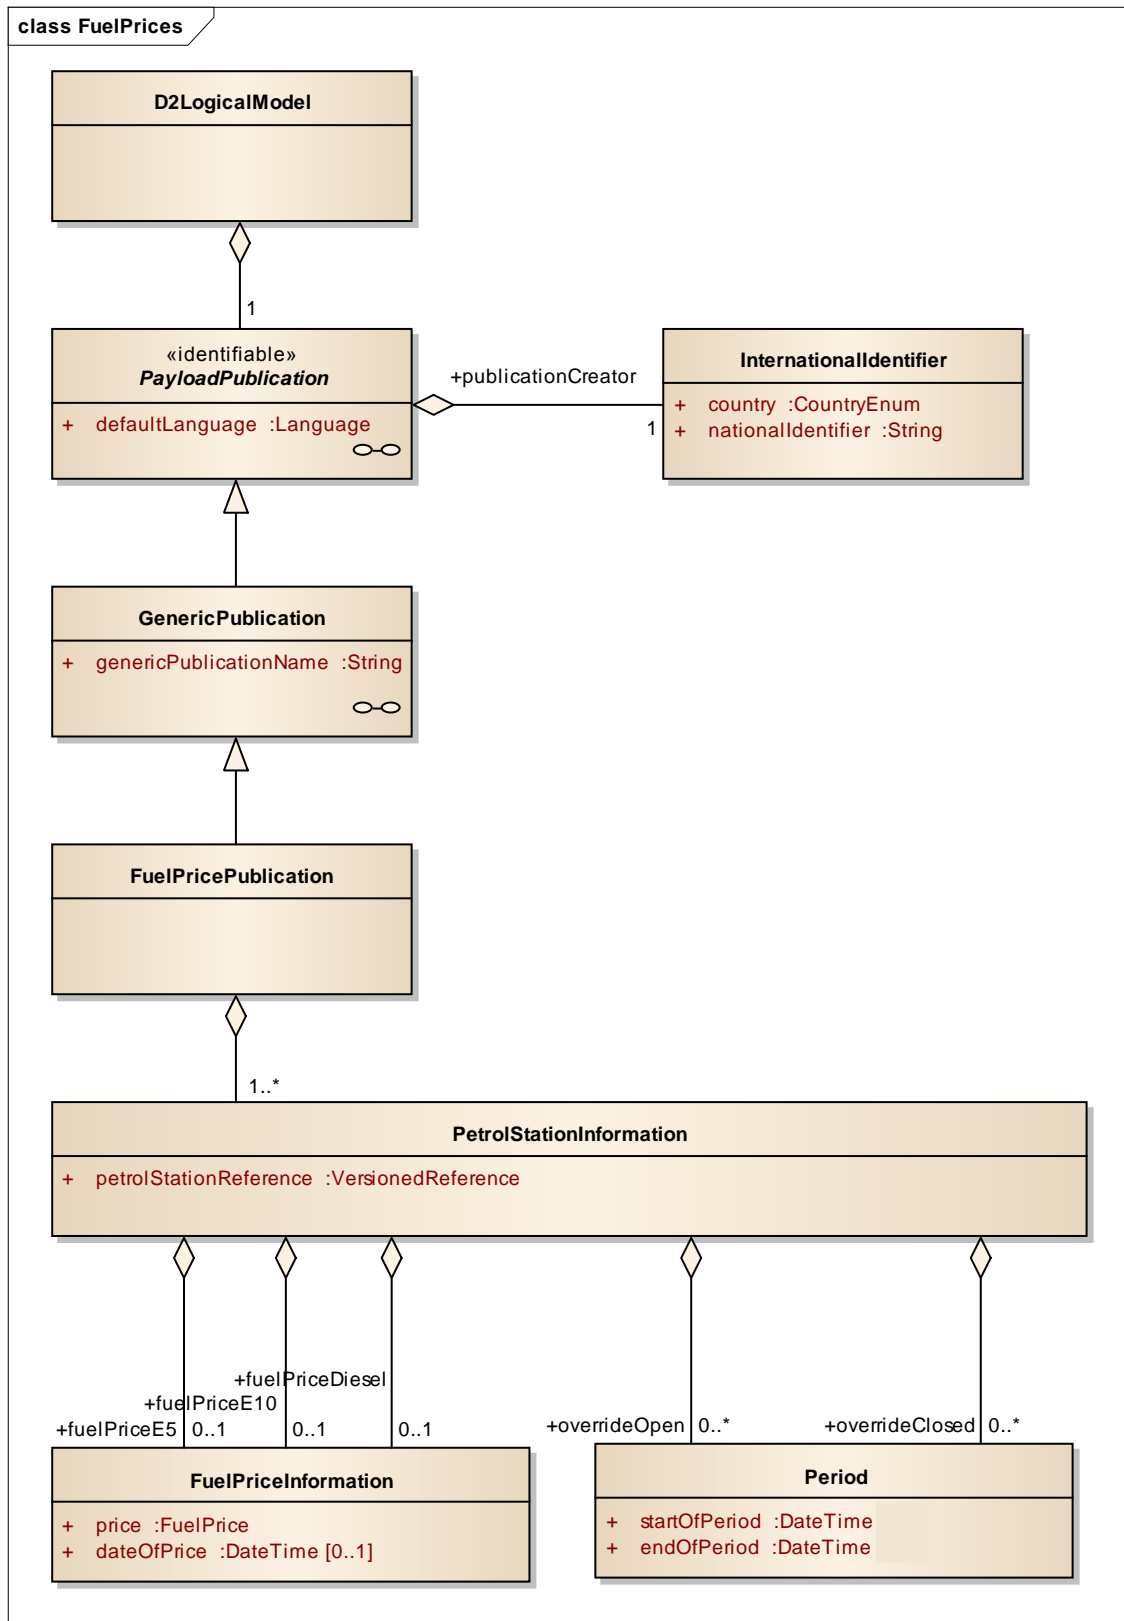 class FuelPrices
D2LogicalModel
1
«identifiable»
PayloadPublication
+ defaultLanguage :Language
+publicationCreator
1
InternationalIdentifier
+ country :CountryEnum
+ nationalIdentifier :String
GenericPublication
+ genericPublicationName :String
FuelPricePublication
1..*
PetrolStationInformation
+ petrolStationReference :VersionedReference
+fuelPriceDiesel
+fuelPriceE10
+fuelPriceE5 0..1 0..1 0..1
+overrideOpen 0..* +overrideClosed 0..*
FuelPriceInformation
+ price :FuelPrice
+ dateOfPrice :DateTime [0..1]
Period
+ startOfPeriod :DateTime
+ endOfPeriod :DateTime